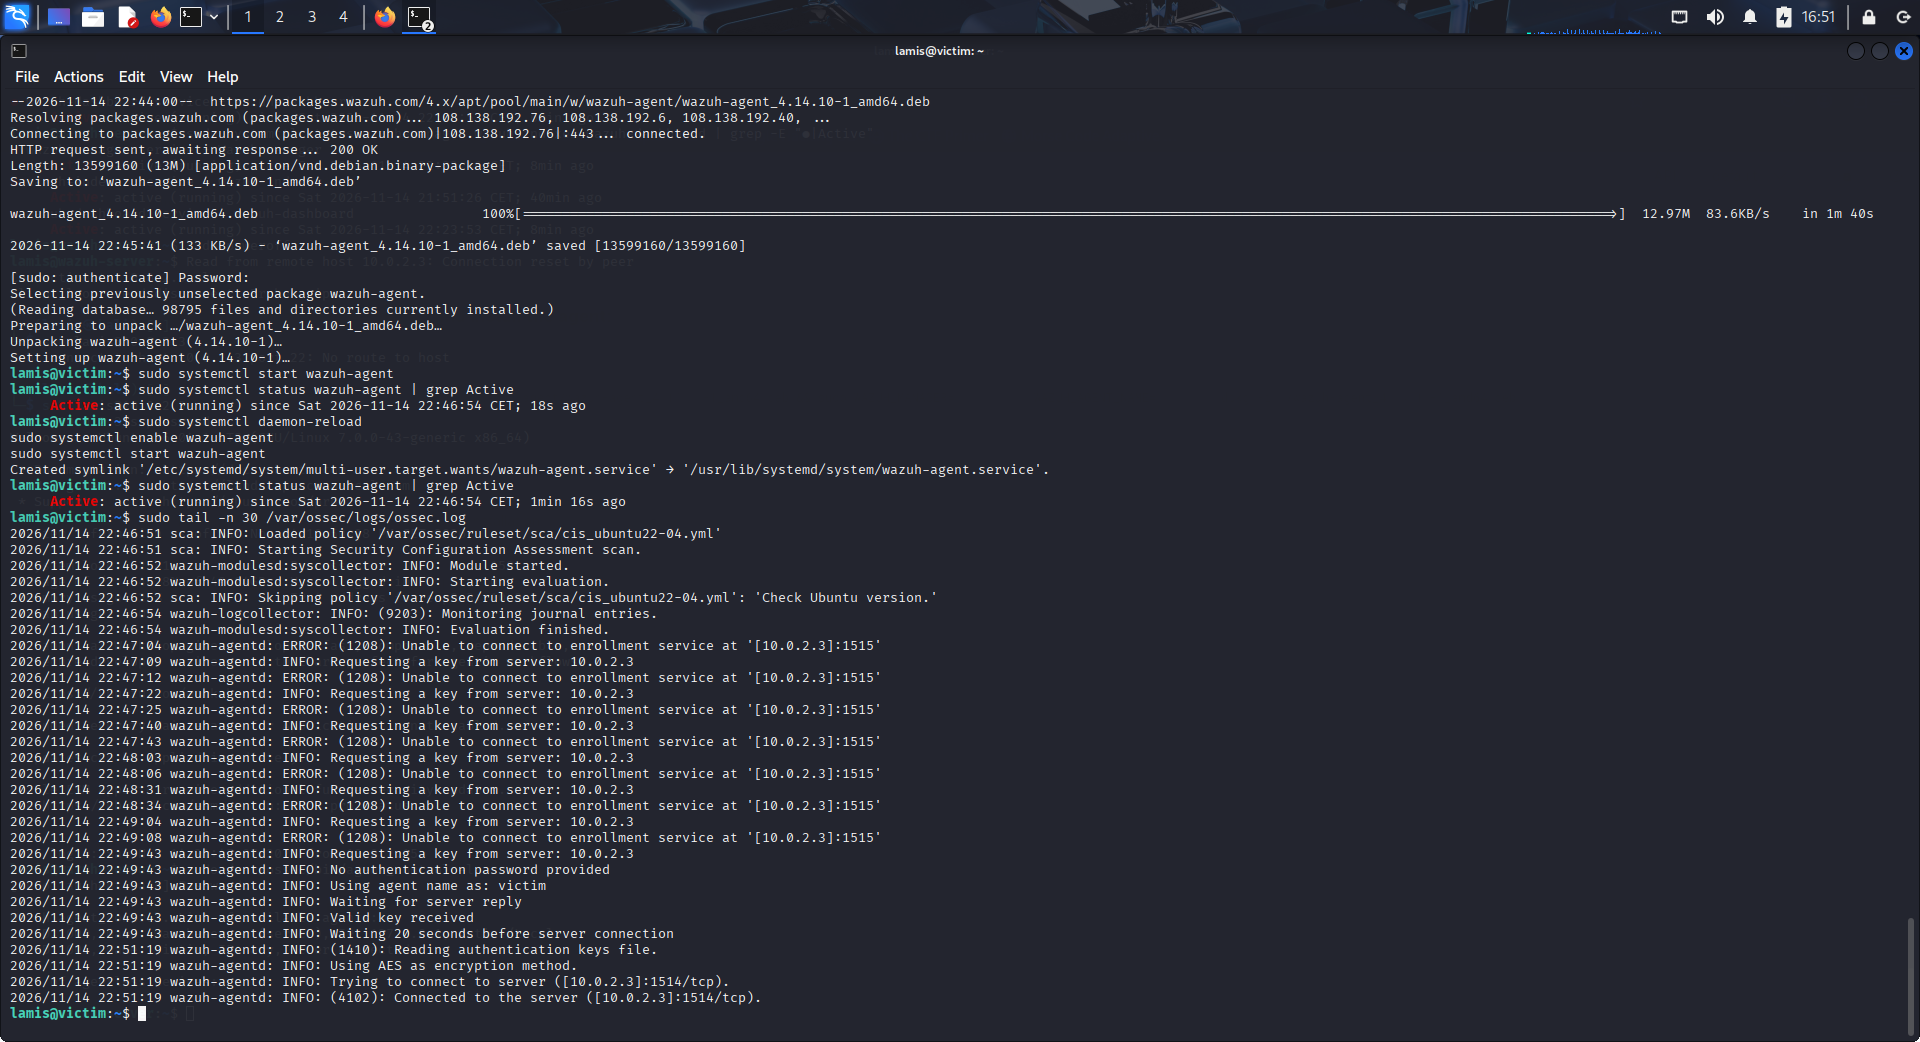 1 2 3 4 2 16:51
lamis@victim: ~
File Actions Edit View Help
--2026-11-14 22:44:00-- https://packages.wazuh.com/4.x/apt/pool/main/w/wazuh-agent/wazuh-agent_4.14.10-1_amd64.deb
Resolving packages.wazuh.com (packages.wazuh.com)... 108.138.192.76, 108.138.192.6, 108.138.192.40, ...
Connecting to packages.wazuh.com (packages.wazuh.com)|108.138.192.76|:443... connected.
HTTP request sent, awaiting response... 200 OK
Length: 13599160 (13M) [application/vnd.debian.binary-package]
Saving to: ‘wazuh-agent_4.14.10-1_amd64.deb’
wazuh-agent_4.14.10-1_amd64.deb 100%[===================>] 12.97M 83.6KB/s in 1m 40s
2026-11-14 22:45:41 (133 KB/s) - ‘wazuh-agent_4.14.10-1_amd64.deb’ saved [13599160/13599160]
[sudo: authenticate] Password:
Selecting previously unselected package wazuh-agent.
(Reading database… 98795 files and directories currently installed.)
Preparing to unpack …/wazuh-agent_4.14.10-1_amd64.deb…
Unpacking wazuh-agent (4.14.10-1)…
Setting up wazuh-agent (4.14.10-1)…
lamis@victim:~$ sudo systemctl start wazuh-agent
lamis@victim:~$ sudo systemctl status wazuh-agent | grep Active
Active: active (running) since Sat 2026-11-14 22:46:54 CET; 18s ago
lamis@victim:~$ sudo systemctl daemon-reload
sudo systemctl enable wazuh-agent
sudo systemctl start wazuh-agent
Created symlink '/etc/systemd/system/multi-user.target.wants/wazuh-agent.service' → '/usr/lib/systemd/system/wazuh-agent.service'.
lamis@victim:~$ sudo systemctl status wazuh-agent | grep Active
Active: active (running) since Sat 2026-11-14 22:46:54 CET; 1min 16s ago
lamis@victim:~$ sudo tail -n 30 /var/ossec/logs/ossec.log
2026/11/14 22:46:51 sca: INFO: Loaded policy '/var/ossec/ruleset/sca/cis_ubuntu22-04.yml'
2026/11/14 22:46:51 sca: INFO: Starting Security Configuration Assessment scan.
2026/11/14 22:46:52 wazuh-modulesd:syscollector: INFO: Module started.
2026/11/14 22:46:52 wazuh-modulesd:syscollector: INFO: Starting evaluation.
2026/11/14 22:46:52 sca: INFO: Skipping policy '/var/ossec/ruleset/sca/cis_ubuntu22-04.yml': 'Check Ubuntu version.'
2026/11/14 22:46:54 wazuh-logcollector: INFO: (9203): Monitoring journal entries.
2026/11/14 22:46:54 wazuh-modulesd:syscollector: INFO: Evaluation finished.
2026/11/14 22:47:04 wazuh-agentd: ERROR: (1208): Unable to connect to enrollment service at '[10.0.2.3]:1515'
2026/11/14 22:47:09 wazuh-agentd: INFO: Requesting a key from server: 10.0.2.3
2026/11/14 22:47:12 wazuh-agentd: ERROR: (1208): Unable to connect to enrollment service at '[10.0.2.3]:1515'
2026/11/14 22:47:22 wazuh-agentd: INFO: Requesting a key from server: 10.0.2.3
2026/11/14 22:47:25 wazuh-agentd: ERROR: (1208): Unable to connect to enrollment service at '[10.0.2.3]:1515'
2026/11/14 22:47:40 wazuh-agentd: INFO: Requesting a key from server: 10.0.2.3
2026/11/14 22:47:43 wazuh-agentd: ERROR: (1208): Unable to connect to enrollment service at '[10.0.2.3]:1515'
2026/11/14 22:48:03 wazuh-agentd: INFO: Requesting a key from server: 10.0.2.3
2026/11/14 22:48:06 wazuh-agentd: ERROR: (1208): Unable to connect to enrollment service at '[10.0.2.3]:1515'
2026/11/14 22:48:31 wazuh-agentd: INFO: Requesting a key from server: 10.0.2.3
2026/11/14 22:48:34 wazuh-agentd: ERROR: (1208): Unable to connect to enrollment service at '[10.0.2.3]:1515'
2026/11/14 22:49:04 wazuh-agentd: INFO: Requesting a key from server: 10.0.2.3
2026/11/14 22:49:08 wazuh-agentd: ERROR: (1208): Unable to connect to enrollment service at '[10.0.2.3]:1515'
2026/11/14 22:49:43 wazuh-agentd: INFO: Requesting a key from server: 10.0.2.3
2026/11/14 22:49:43 wazuh-agentd: INFO: No authentication password provided
2026/11/14 22:49:43 wazuh-agentd: INFO: Using agent name as: victim
2026/11/14 22:49:43 wazuh-agentd: INFO: Waiting for server reply
2026/11/14 22:49:43 wazuh-agentd: INFO: Valid key received
2026/11/14 22:49:43 wazuh-agentd: INFO: Waiting 20 seconds before server connection
2026/11/14 22:51:19 wazuh-agentd: INFO: (1410): Reading authentication keys file.
2026/11/14 22:51:19 wazuh-agentd: INFO: Using AES as encryption method.
2026/11/14 22:51:19 wazuh-agentd: INFO: Trying to connect to server ([10.0.2.3]:1514/tcp).
2026/11/14 22:51:19 wazuh-agentd: INFO: (4102): Connected to the server ([10.0.2.3]:1514/tcp).
lamis@victim:~$